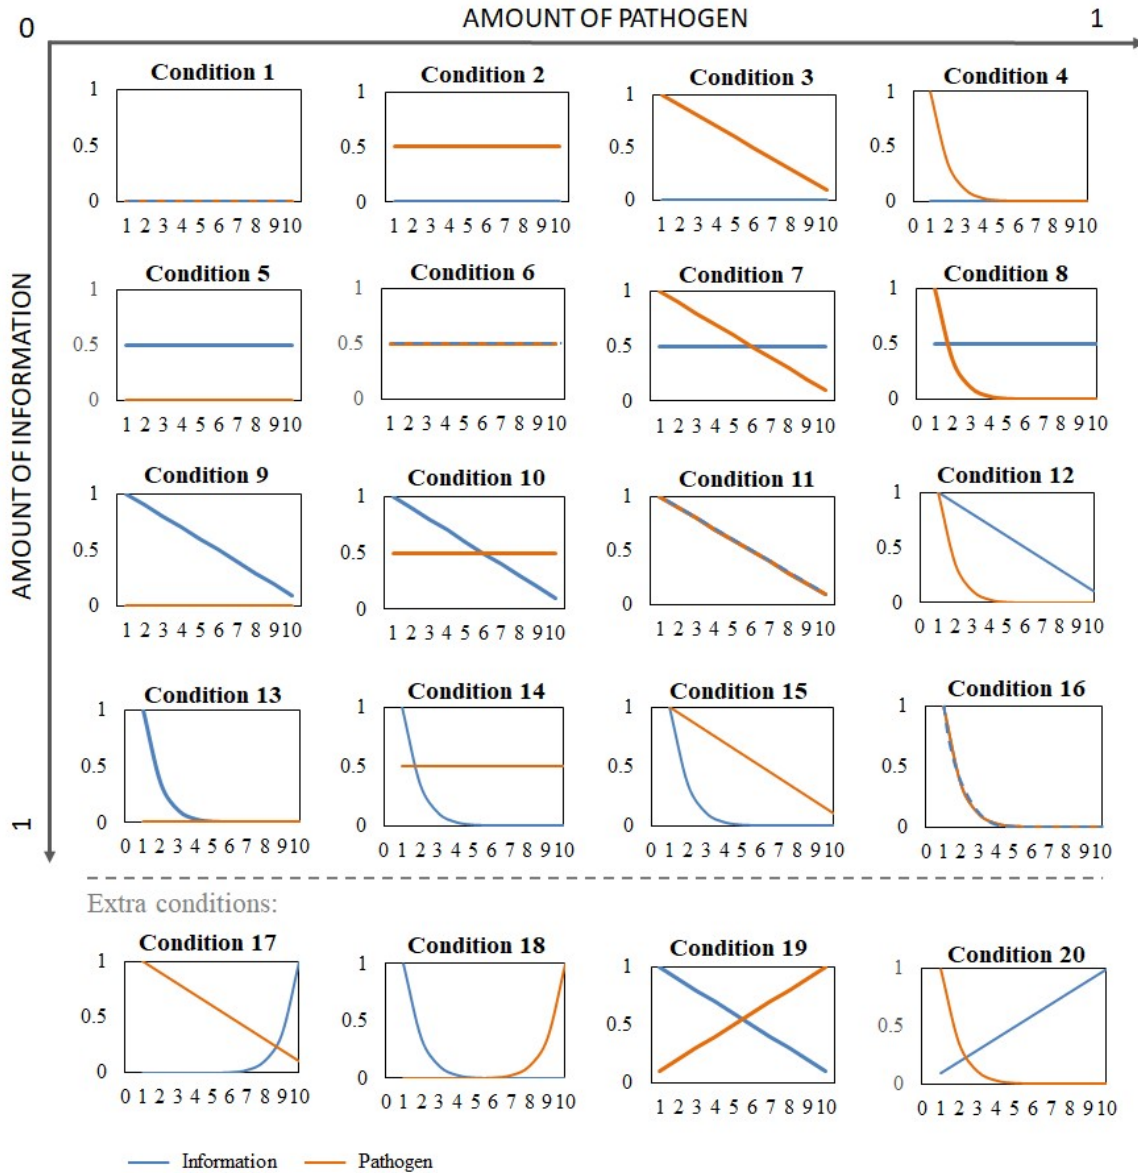 0 AMOUNT OF PATHOGEN 1
AMOUNT OF INFORMATION
1
Condition 1
1
0.5
0
1 2 3 4 5 6 7 8 9 10
Condition 2
1
0.5
0
1 2 3 4 5 6 7 8 9 10
Condition 3
1
0.5
0
1 2 3 4 5 6 7 8 9 10
Condition 4
1
0.5
0
0 1 2 3 4 5 6 7 8 9 10
Condition 5
1
0.5
0
1 2 3 4 5 6 7 8 9 10
Condition 6
1
0.5
0
1 2 3 4 5 6 7 8 9 10
Condition 7
1
0.5
0
1 2 3 4 5 6 7 8 9 10
Condition 8
1
0.5
0
0 1 2 3 4 5 6 7 8 9 10
Condition 9
1
0.5
0
1 2 3 4 5 6 7 8 9 10
Condition 10
1
0.5
0
1 2 3 4 5 6 7 8 9 10
Condition 11
1
0.5
0
1 2 3 4 5 6 7 8 9 10
Condition 12
1
0.5
0
0 1 2 3 4 5 6 7 8 9 10
Condition 13
1
0.5
0
0 1 2 3 4 5 6 7 8 9 10
Condition 14
1
0.5
0
0 1 2 3 4 5 6 7 8 9 10
Condition 15
1
0.5
0
0 1 2 3 4 5 6 7 8 9 10
Condition 16
1
0.5
0
0 1 2 3 4 5 6 7 8 9 10
Extra conditions:
Condition 17
1
0.5
0
0 1 2 3 4 5 6 7 8 9 10
Condition 18
1
0.5
0
0 1 2 3 4 5 6 7 8 9 10
Condition 19
1
0.5
0
1 2 3 4 5 6 7 8 9 10
Condition 20
1
0.5
0
0 1 2 3 4 5 6 7 8 9 10
Information Pathogen